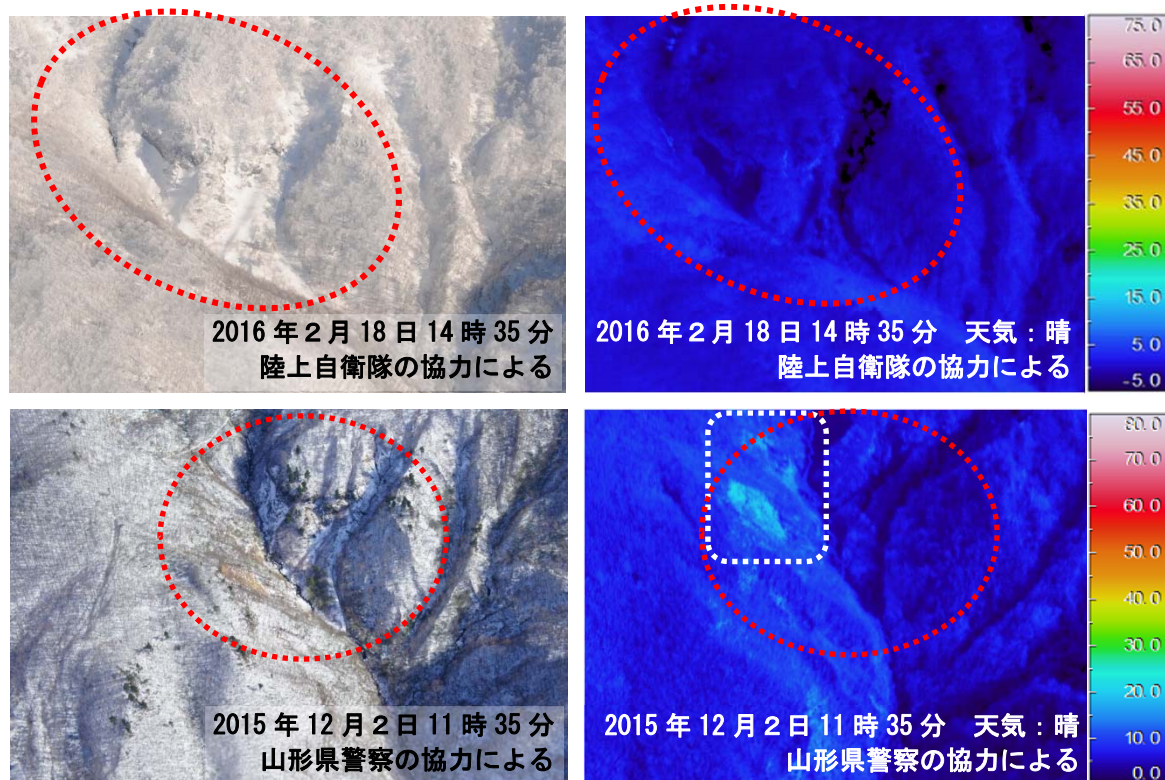 2016年2月18日14時35分
陸上自衛隊の協力による
2016年2月18日14時35分 天気：晴
陸上自衛隊の協力による
75.0
65.0
55.0
45.0
35.0
25.0
15.0
5.0
-5.0
2015年12月2日11時35分
山形県警察の協力による
2015年12月2日11時35分 天気：晴
山形県警察の協力による
80.0
70.0
60.0
50.0
40.0
30.0
20.0
10.0
0.0